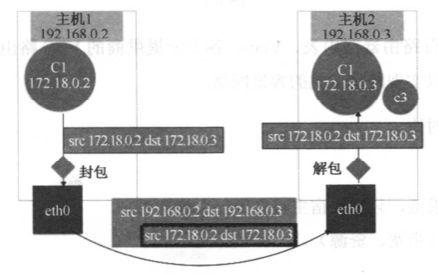 主机1
192.168.0.2
C1
172.18.0.2
src 172.18.0.2 dst 172.18.0.3
封包
eth0
主机2
192.168.0.3
C1
172.18.0.3
c3
src 172.18.0.2 dst 172.18.0.3
解包
eth0
src 192.168.0.2 dst 192.168.0.3
src 172.18.0.2 dst 172.18.0.3